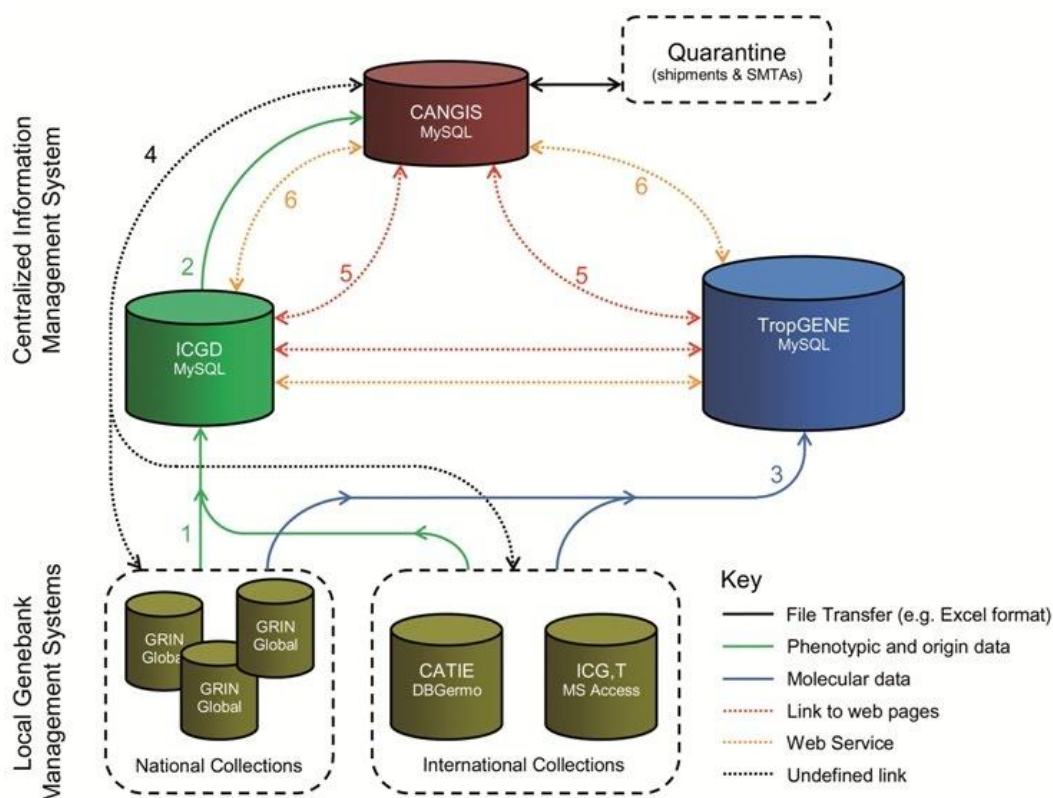 Quarantine
(shipments & SMTAs)
CANGIS
MySQL
4
6
6
2
5
5
Centralized Information
Management System
ICGD
MySQL
TropGENE
MySQL
3
1
Local Genebank
Management Systems
GRIN
Global
GRIN
Global
GRIN
Global
National Collections
CATIE
DBGermo
ICG,T
MS Access
International Collections
Key
File Transfer (e.g. Excel format)
Phenotypic and origin data
Molecular data
Link to web pages
Web Service
Undefined link